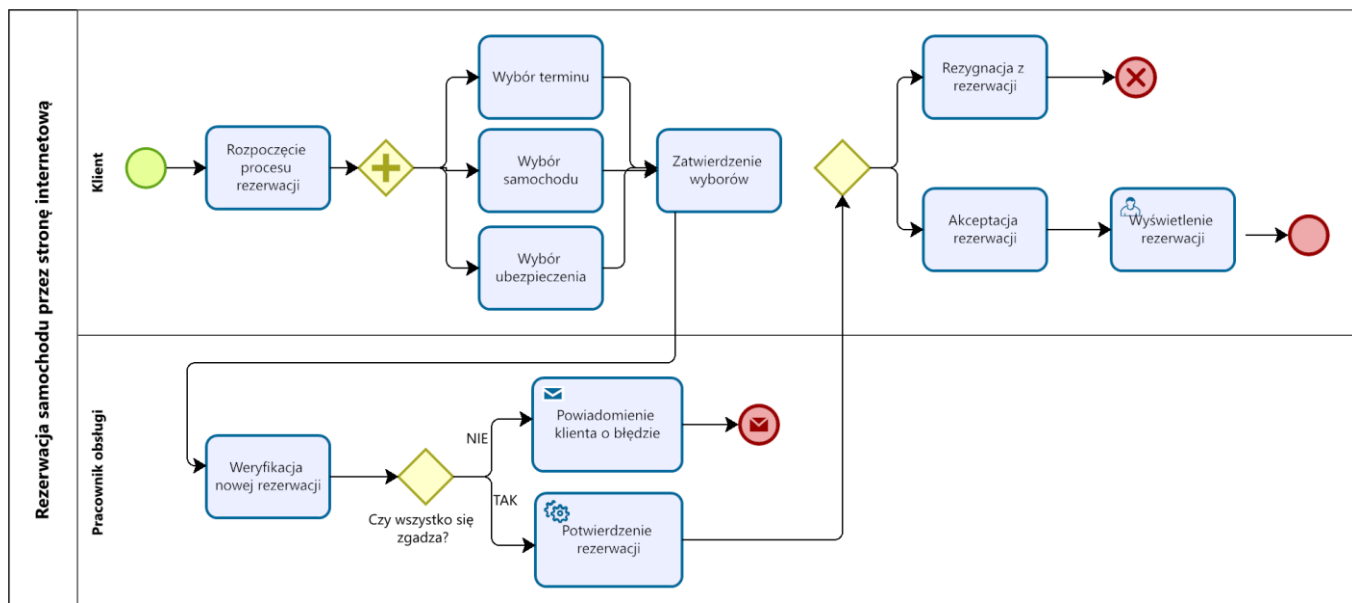 Rezerwacja samochodu przez stronę internetową
Klient
Rozpoczęcie
procesu
rezerwacji
Wybór terminu
Wybór
samochodu
Wybór
ubezpieczenia
Zatwierdzenie
wyborów
Rezygnacja z
rezerwacji
Akceptacja
rezerwacji
Wyświetlenie
rezerwacji
Pracownik obsługi
Weryfikacja
nowej rezerwacji
Czy wszystko się
zgadza?
NIE
TAK
Powiadomienie
klienta o błędzie
Potwierdzenie
rezerwacji